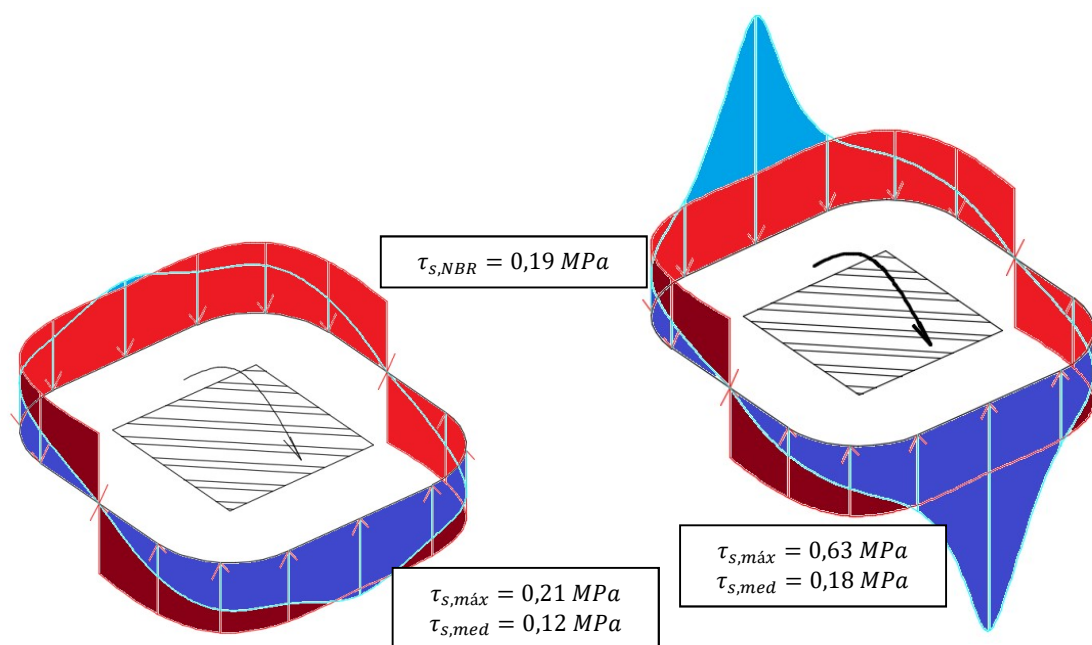 τs,NBR = 0,19 MPa
τs,máx = 0,63 MPa
τs,med = 0,18 MPa
τs,máx = 0,21 MPa
τs,med = 0,12 MPa